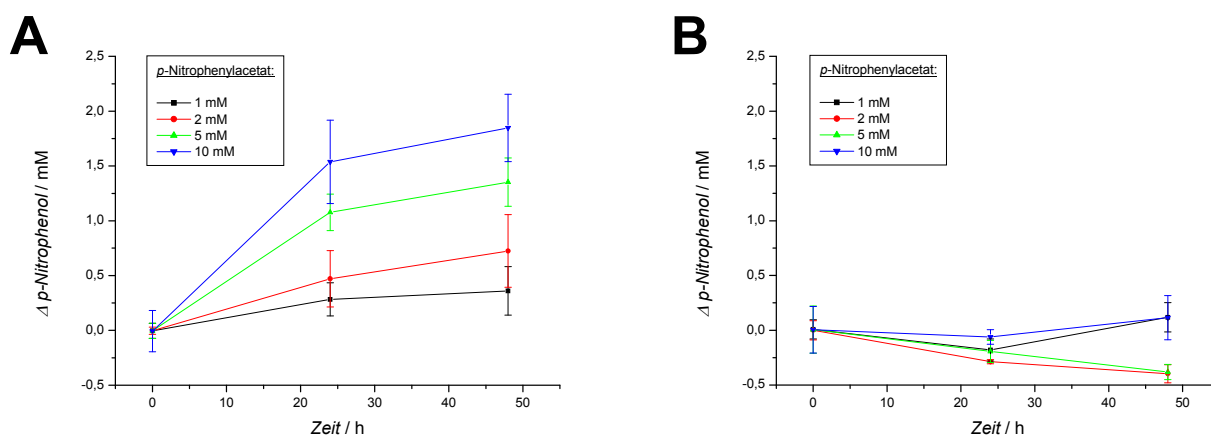 A
p-Nitrophenylacetat:
1 mM
2 mM
5 mM
10 mM
2,5
2,0
1,5
1,0
0,5
0,0
-0,5
Δ p-Nitrophenol / mM
0
10
20
30
40
50
Zeit / h
B
p-Nitrophenylacetat:
1 mM
2 mM
5 mM
10 mM
2,5
2,0
1,5
1,0
0,5
0,0
-0,5
Δ p-Nitrophenol / mM
0
10
20
30
40
50
Zeit / h